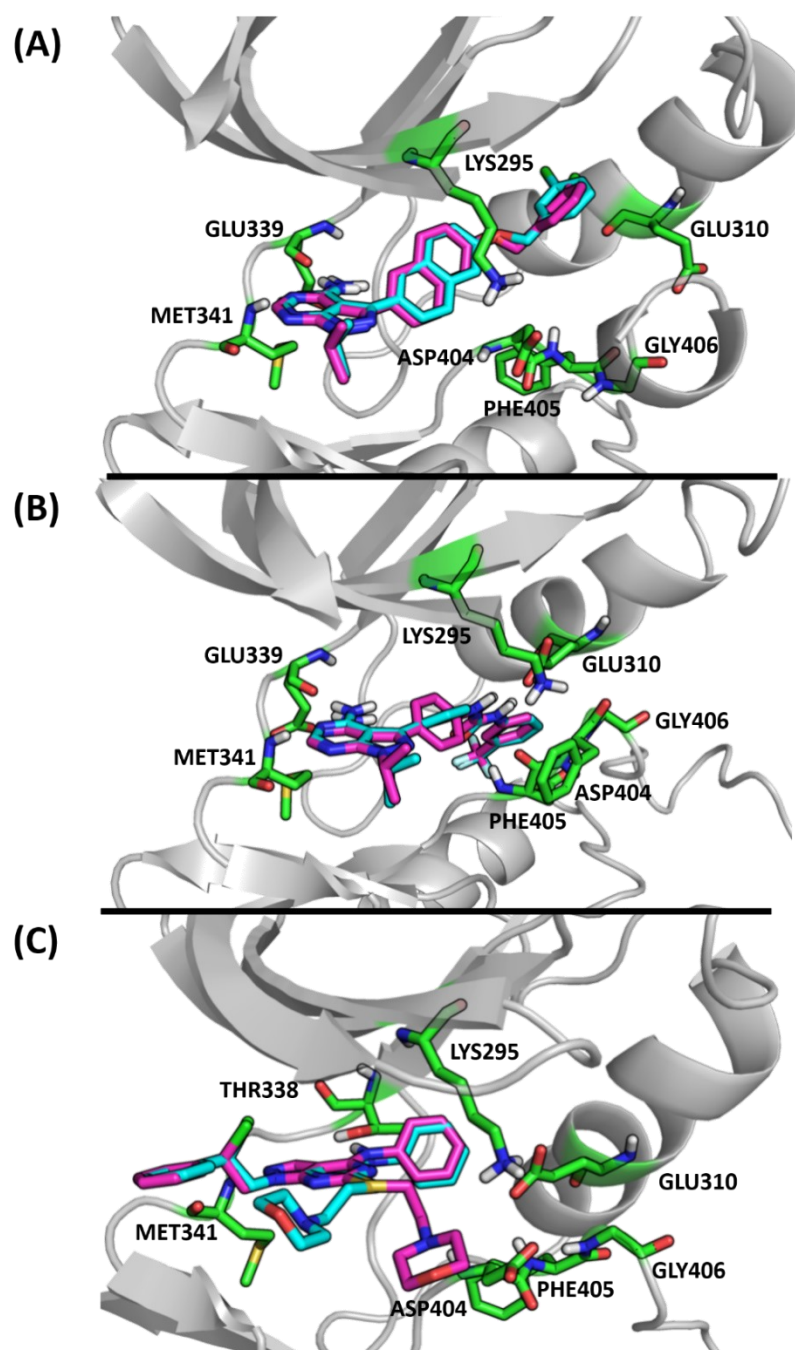 (A)
LYS295
GLU339
GLU310
MET341
ASP404
GLY406
PHE405
(B)
LYS295
GLU339
GLU310
GLY406
MET341
ASP404
PHE405
(C)
LYS295
THR338
GLU310
MET341
PHE405
GLY406
ASP404